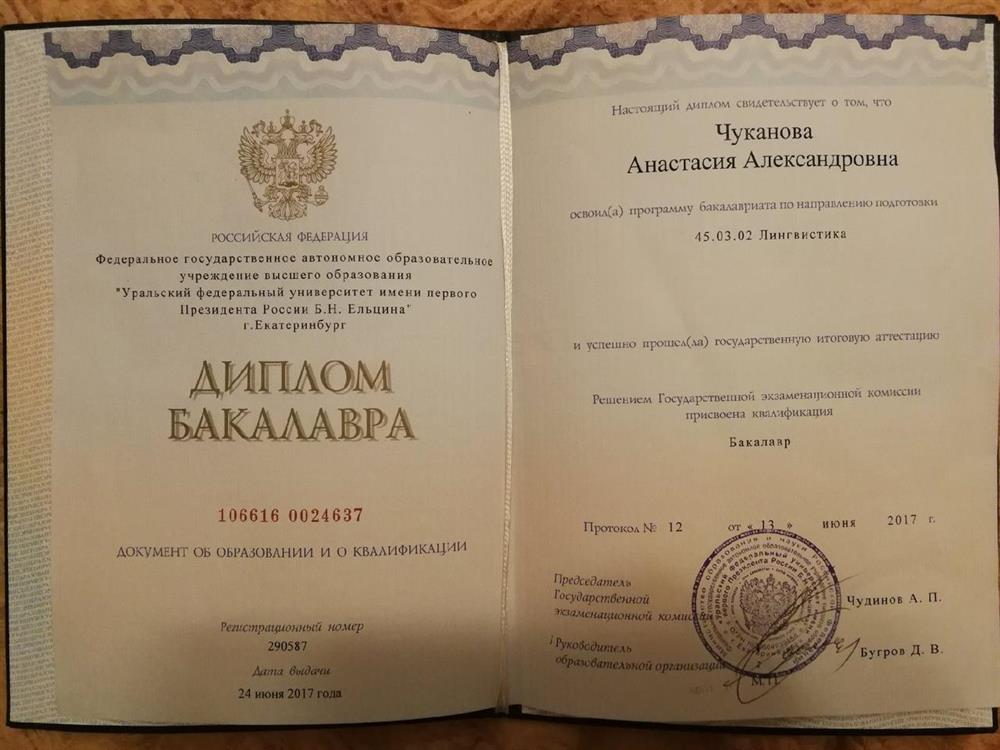 РОССИЙСКАЯ ФЕДЕРАЦИЯ
Федеральное государственное автономное образовательное
учреждение высшего образования
"Уральский федеральный университет имени первого
Президента России Б.Н. Ельцина"
г.Екатеринбург
ДИПЛОМ
БАКАЛАВРА
106616 0024637
ДОКУМЕНТ ОБ ОБРАЗОВАНИИ И О КВАЛИФИКАЦИИ
Регистрационный номер
290587
Дата выдачи
24 июня 2017 года
Настоящий диплом свидетельствует о том, что
Чуканова
Анастасия Александровна
освоил(а) программу бакалавриата по направлению подготовки
45.03.02 Лингвистика
и успешно прошел(ла) государственную итоговую аттестацию
Решением Государственной экзаменационной комиссии
присвоена квалификация
Бакалавр
Протокол № 12 от « 13 » июня 2017 г.
Председатель
Государственной
экзаменационной комиссии
Чудинов А. П.
Руководитель
образовательной организации
Бугров Д. В.
М.П.